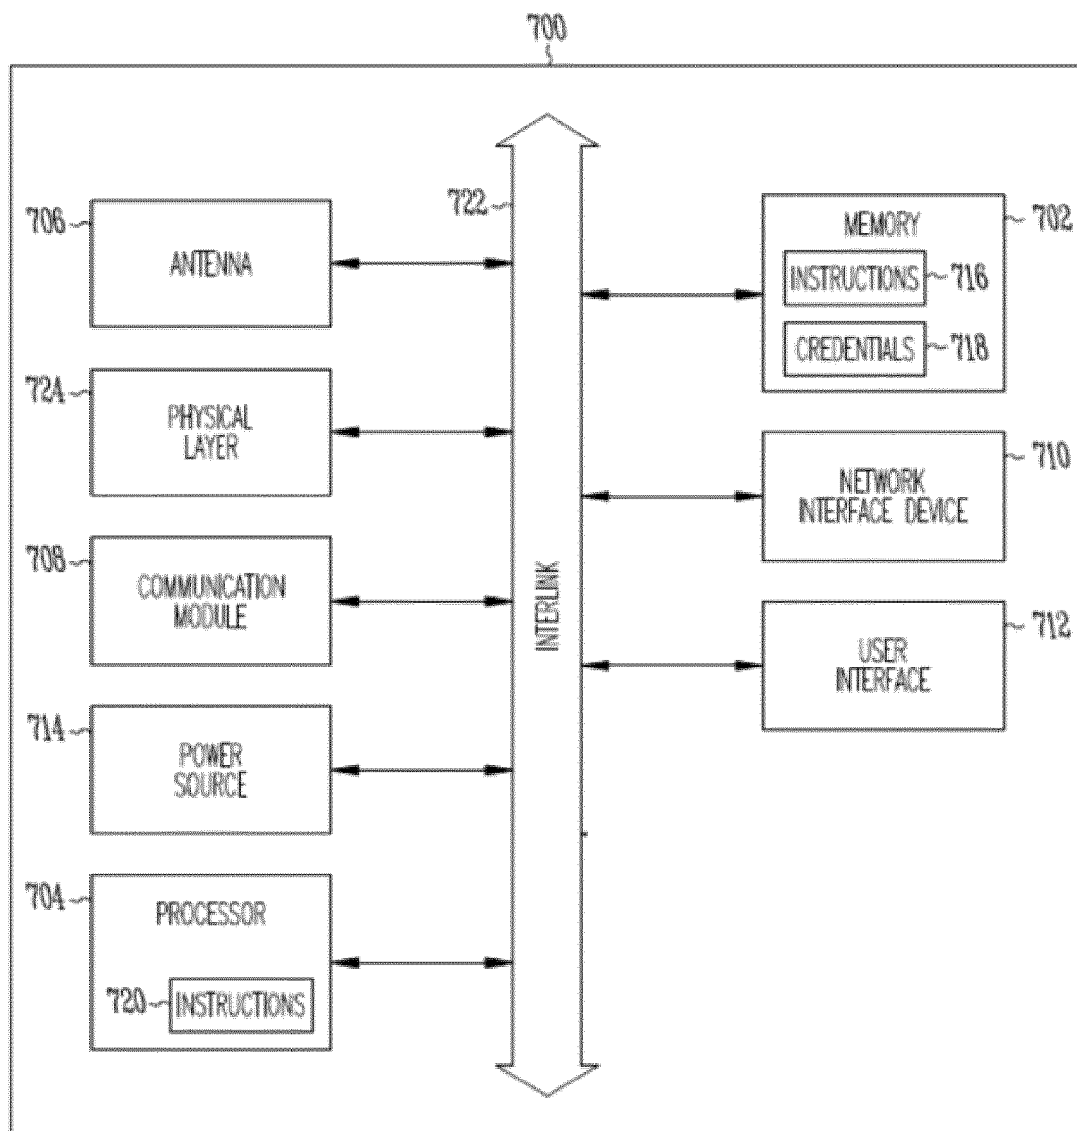 700
722
706
ANTENNA
724
PHYSICAL
LAYER
708
COMMUNICATION
MODULE
714
POWER
SOURCE
704
PROCESSOR
720
INSTRUCTIONS
INTERLINK
702
MEMORY
INSTRUCTIONS
716
CREDENTIALS
718
710
NETWORK
INTERFACE DEVICE
712
USER
INTERFACE